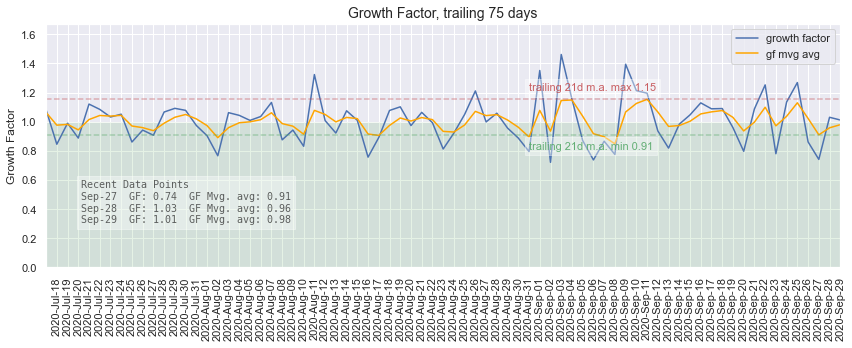 Growth Factor, trailing 75 days
growth factor
gf mvg avg
Growth Factor
1.6
1.4
1.2
1.0
0.8
0.6
0.4
0.2
0.0
trailing 21d m.a. max 1.15
trailing 21d m.a. min 0.91
Recent Data Points
Sep-27  GF: 0.74  GF Mvg. avg: 0.91
Sep-28  GF: 1.03  GF Mvg. avg: 0.96
Sep-29  GF: 1.01  GF Mvg. avg: 0.98
2020-Jul-18
2020-Jul-19
2020-Jul-20
2020-Jul-21
2020-Jul-22
2020-Jul-23
2020-Jul-24
2020-Jul-25
2020-Jul-26
2020-Jul-27
2020-Jul-28
2020-Jul-29
2020-Jul-30
2020-Jul-31
2020-Aug-01
2020-Aug-02
2020-Aug-03
2020-Aug-04
2020-Aug-05
2020-Aug-06
2020-Aug-07
2020-Aug-08
2020-Aug-09
2020-Aug-10
2020-Aug-11
2020-Aug-12
2020-Aug-13
2020-Aug-14
2020-Aug-15
2020-Aug-16
2020-Aug-17
2020-Aug-18
2020-Aug-19
2020-Aug-20
2020-Aug-21
2020-Aug-22
2020-Aug-23
2020-Aug-24
2020-Aug-25
2020-Aug-26
2020-Aug-27
2020-Aug-28
2020-Aug-29
2020-Aug-30
2020-Aug-31
2020-Sep-01
2020-Sep-02
2020-Sep-03
2020-Sep-04
2020-Sep-05
2020-Sep-06
2020-Sep-07
2020-Sep-08
2020-Sep-09
2020-Sep-10
2020-Sep-11
2020-Sep-12
2020-Sep-13
2020-Sep-14
2020-Sep-15
2020-Sep-16
2020-Sep-17
2020-Sep-18
2020-Sep-19
2020-Sep-20
2020-Sep-21
2020-Sep-22
2020-Sep-23
2020-Sep-24
2020-Sep-25
2020-Sep-26
2020-Sep-27
2020-Sep-28
2020-Sep-29